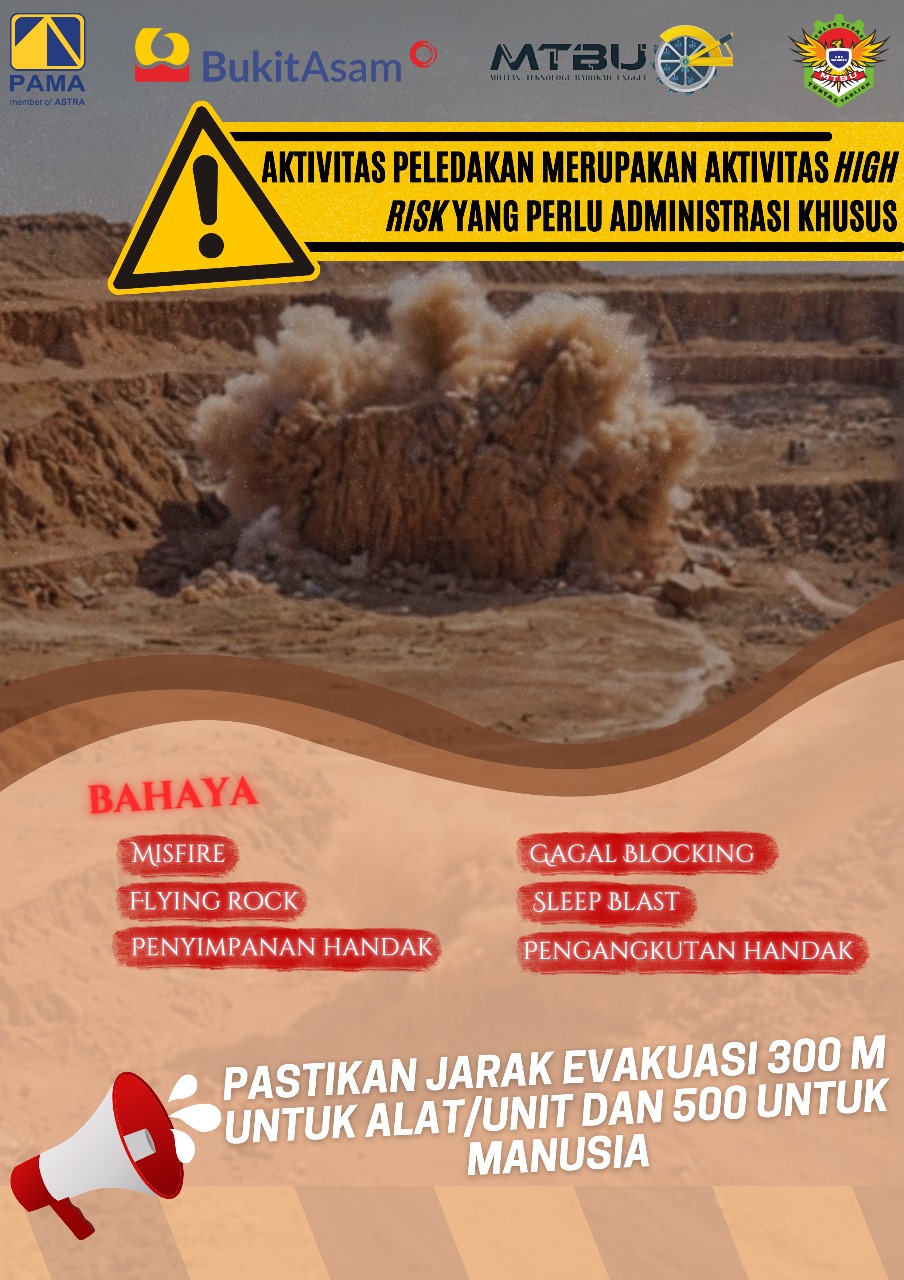 PAMA
member of ASTRA
BukitAsam
MTBU
AKTIVITAS PELEDAKAN MERUPAKAN AKTIVITAS HIGH
RISK YANG PERLU ADMINISTRASI KHUSUS
BAHAYA
MISFIRE
GAGAL BLOCKING
FLYING ROCK
SLEEP BLAST
PENYIMPANAN HANDAK
PENGANGKUTAN HANDAK
PASTIKAN JARAK EVAKUASI 300 M
UNTUK ALAT/UNIT DAN 500 UNTUK
MANUSIA